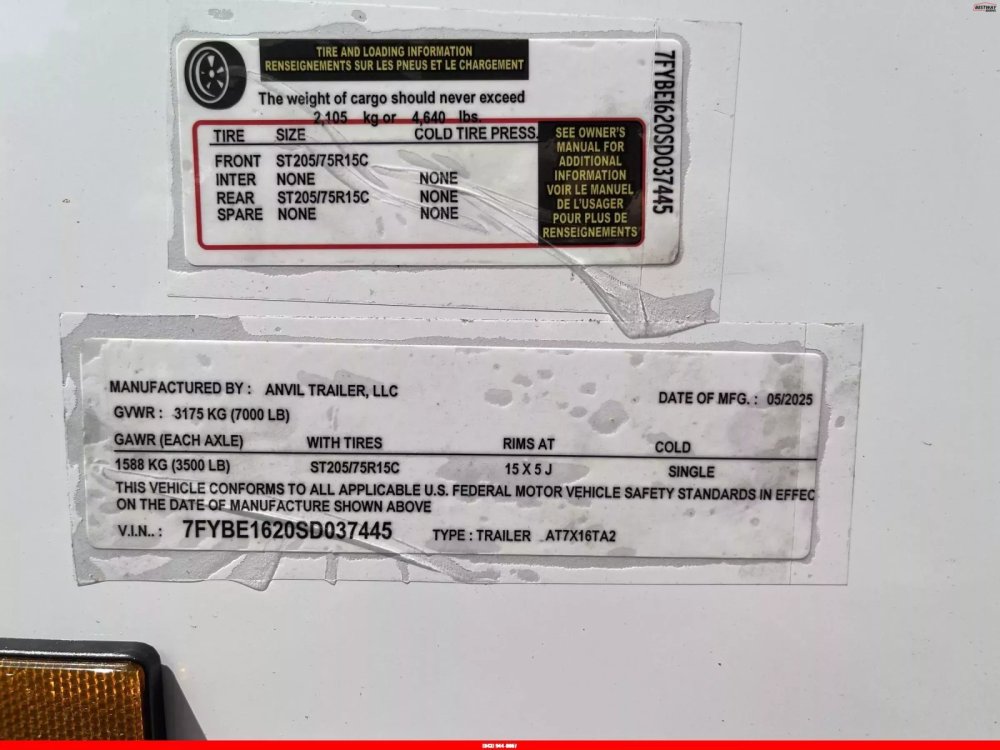 BESTWAY
TIRE AND LOADING INFORMATION
RENSEIGNEMENTS SUR LES PNEUS ET LE CHARGEMENT
The weight of cargo should never exceed
2,105 kg or 4,640 lbs.
TIRE SIZE COLD TIRE PRESS.
FRONT ST205/75R15C
INTER NONE NONE
REAR ST205/75R15C NONE
SPARE NONE NONE
SEE OWNER'S
MANUAL FOR
ADDITIONAL
INFORMATION
VOIR LE MANUEL
DE L'USAGER
POUR PLUS DE
RENSEIGNEMENTS
7FYBE1620SD037445
MANUFACTURED BY : ANVIL TRAILER, LLC
DATE OF MFG. : 05/2025
GVWR : 3175 KG (7000 LB)
GAWR (EACH AXLE) WITH TIRES RIMS AT COLD
1588 KG (3500 LB) ST205/75R15C 15 X 5 J SINGLE
THIS VEHICLE CONFORMS TO ALL APPLICABLE U.S. FEDERAL MOTOR VEHICLE SAFETY STANDARDS IN EFFEC
ON THE DATE OF MANUFACTURE SHOWN ABOVE
V.I.N.. : 7FYBE1620SD037445 TYPE : TRAILER AT7X16TA2